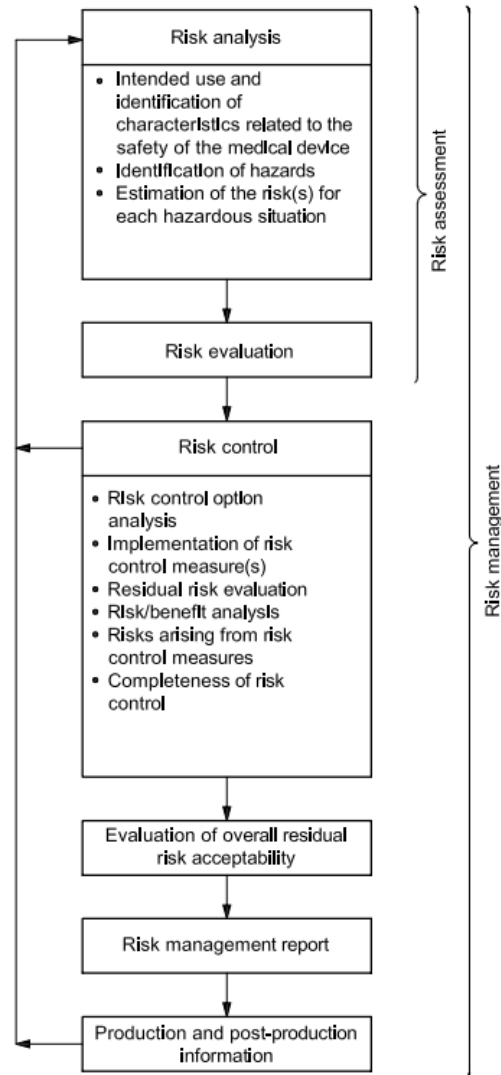 Risk analysis
• Intended use and
identification of
characteristics related to the
safety of the medical device
• Identification of hazards
• Estimation of the risk(s) for
each hazardous situation
Risk assessment
Risk evaluation
Risk control
• Risk control option
analysis
• Implementation of risk
control measure(s)
• Residual risk evaluation
• Risk/benefit analysis
• Risks arising from risk
control measures
• Completeness of risk
control
Risk management
Evaluation of overall residual
risk acceptability
Risk management report
Production and post-production
information